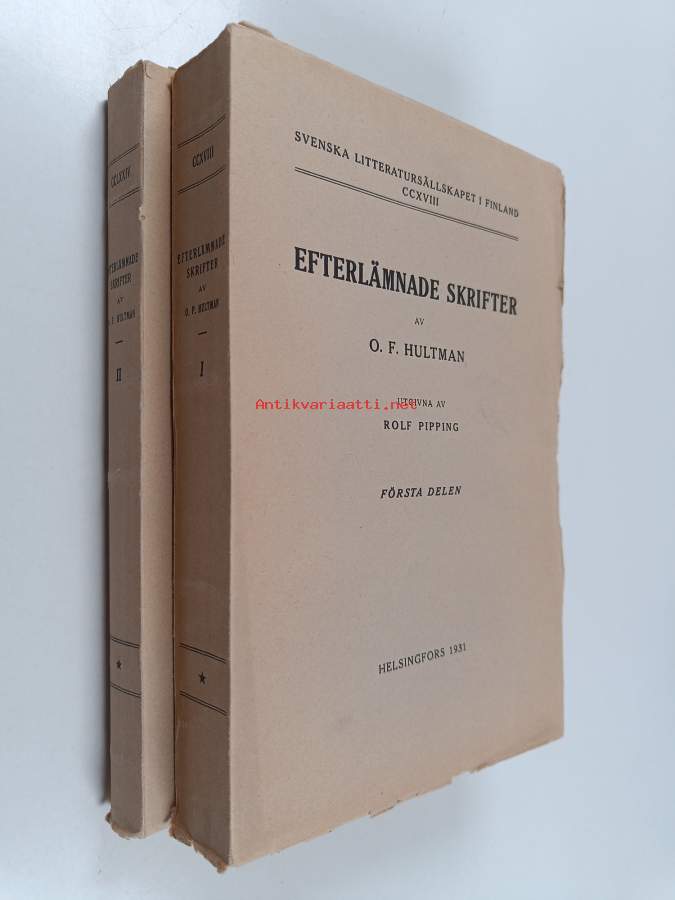 SVENSKA LITTERATURSÄLLSKAPET I FINLAND
CCXVIII
EFTERLÄMNADE SKRIFTER
AV
O. F. HULTMAN
UTGIVNA AV
Antikvariaatti.net
ROLF PIPPING
FÖRSTA DELEN
HELSINGFORS 1931
CCXVIII
EFTERLÄMNADE
SKRIFTER
AV
O. F. HULTMAN
I
CCLXXIV
EFTERLÄMNADE
SKRIFTER
AV
O. F. HULTMAN
II